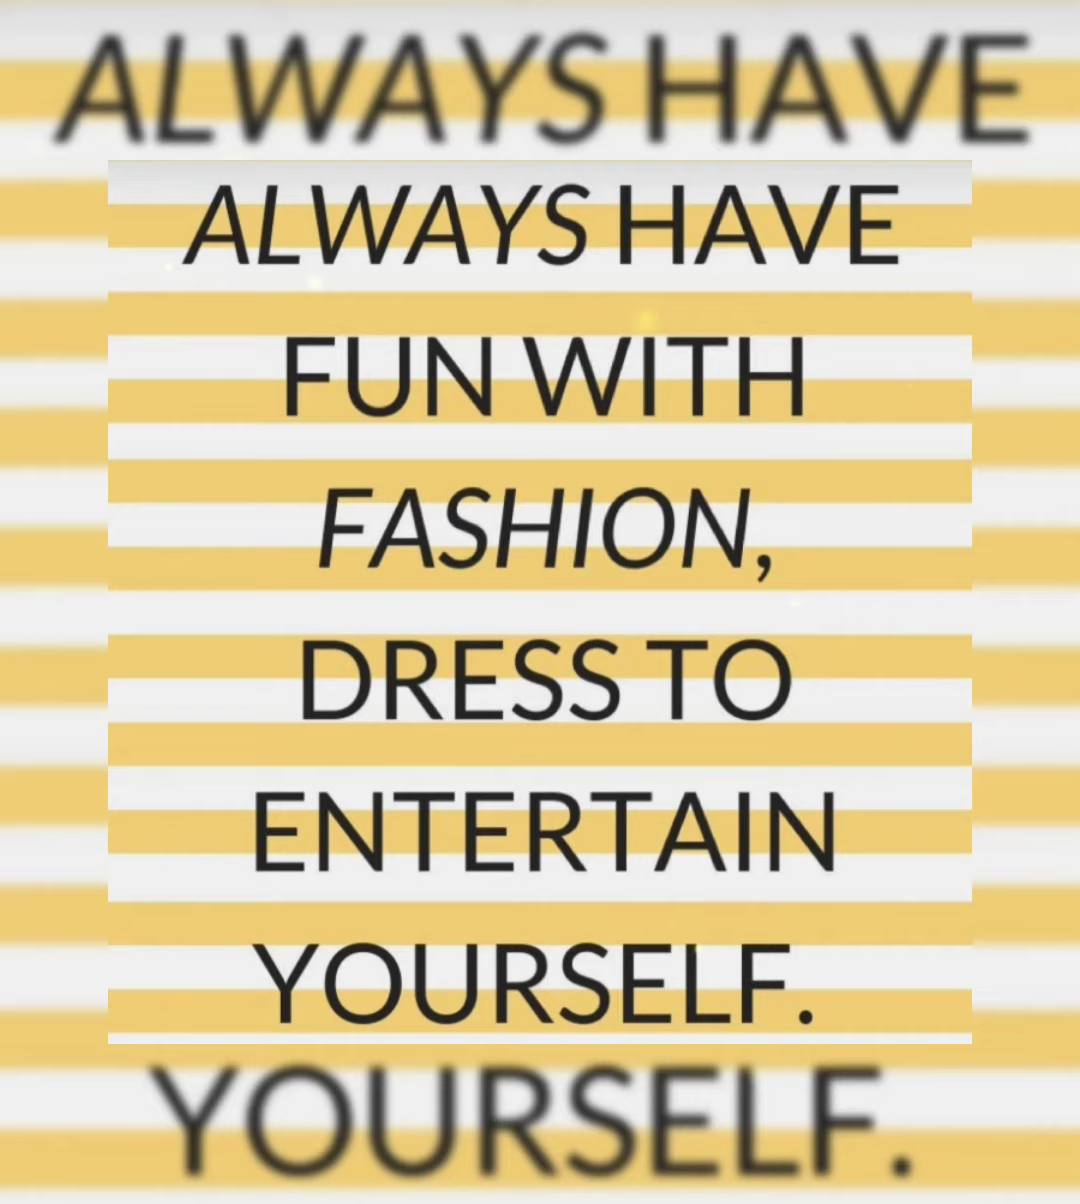 ALWAYS HAVE
ALWAYS HAVE
FUN WITH
FASHION,
DRESS TO
ENTERTAIN
YOURSELF.
YOURSELF.